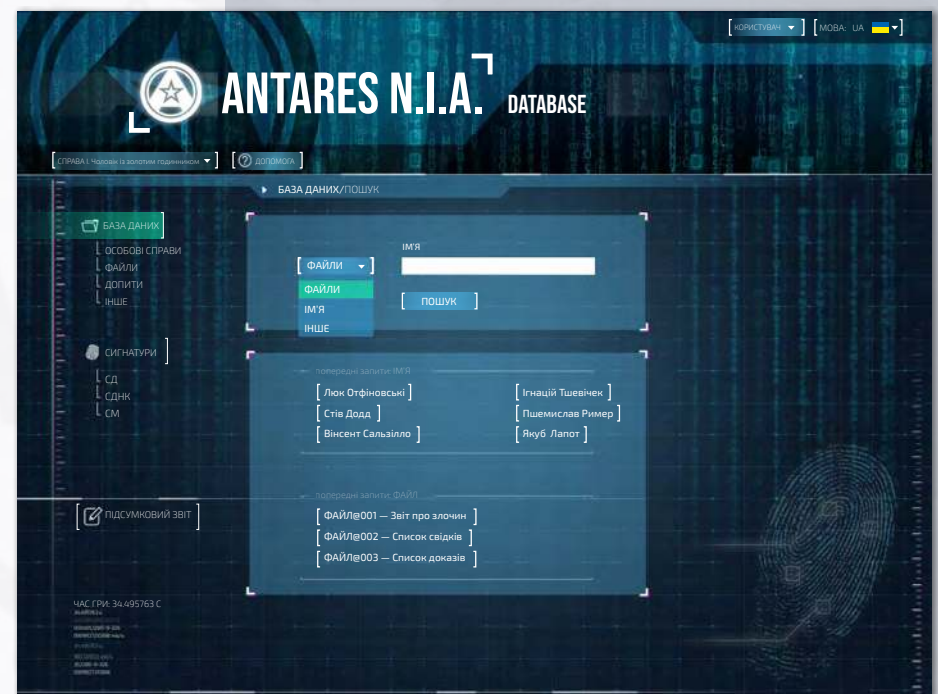 КОРИСТУВАЧ МОВА: UA
ANTARES N.I.A. DATABASE
СПРАВА I. Чоловік із золотим годинником ДОПОМОГА
БАЗА ДАНИХ/ПОШУК
БАЗА ДАНИХ
ОСОБОВІ СПРАВИ
ФАЙЛИ
ДОПИТИ
ІНШЕ
СИГНАТУРИ
СД
СДНК
СМ
ПІДСУМКОВИЙ ЗВІТ
ІМ'Я
ФАЙЛИ
ФАЙЛИ
ІМ'Я
ІНШЕ
ПОШУК
попередні запити: ІМ'Я
Люк Отфіновські
Стів Додд
Вінсент Сальзілло
Ігнацій Тшевічек
Пшемислав Ример
Якуб Лапот
попередні запити: ФАЙЛ
ФАЙЛ@001 — Звіт про злочин
ФАЙЛ@002 — Список свідків
ФАЙЛ@003 — Список доказів
ЧАС ГРИ: 34.495763 С